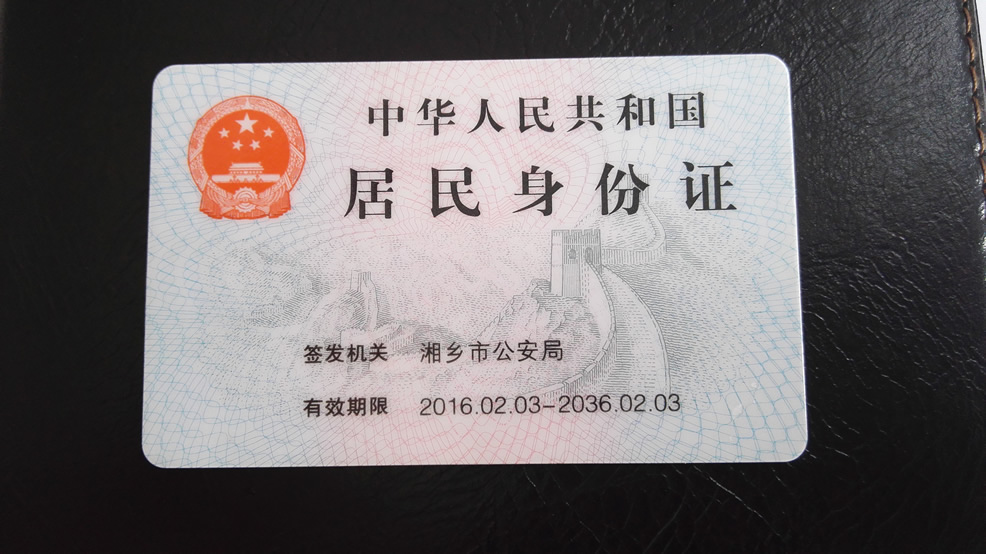 中华人民共和国
居民身份证
签发机关 湘乡市公安局
有效期限 2016.02.03-2036.02.03